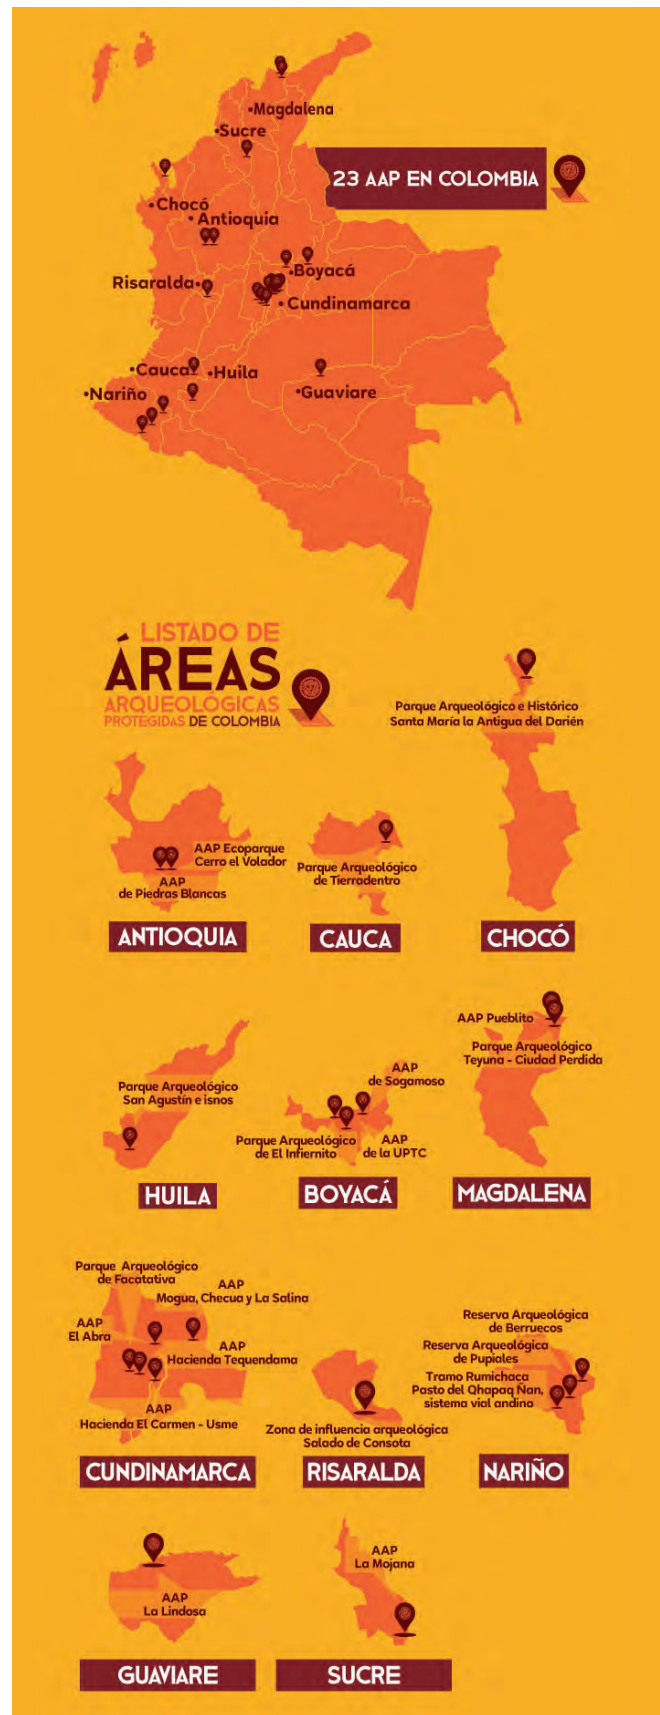 •Magdalena
•Sucre
23 AAP EN COLOMBIA
•Chocó
•Antioquia
•Boyacá
Risaralda•
•Cundinamarca
•Cauca
•Huila
•Nariño
•Guaviare
LISTADO DE
ÁREAS
ARQUEOLÓGICAS
PROTEGIDAS DE COLOMBIA
Parque Arqueológico e Histórico
Santa María la Antigua del Darién
AAP Ecoparque
Cerro el Volador
AAP
de Piedras Blancas
Parque Arqueológico
de Tierradentro
ANTIOQUIA
CAUCA
CHOCÓ
Parque Arqueológico
San Agustín e isnos
AAP
de Sogamoso
Parque Arqueológico
de El Infiernito
AAP
de la UPTC
AAP Pueblito
Parque Arqueológico
Teyuna - Ciudad Perdida
HUILA
BOYACÁ
MAGDALENA
Parque Arqueológico
de Facatativa
AAP
Mogua, Checua y La Salina
AAP
El Abra
AAP
Hacienda Tequendama
AAP
Hacienda El Carmen - Usme
Zona de influencia arqueológica
Salado de Consota
Reserva Arqueológica
de Berruecos
Reserva Arqueológica
de Pupiales
Tramo Rumichaca
Pasto del Qhapaq Ñan,
sistema vial andino
CUNDINAMARCA
RISARALDA
NARIÑO
AAP
La Lindosa
AAP
La Mojana
GUAVIARE
SUCRE